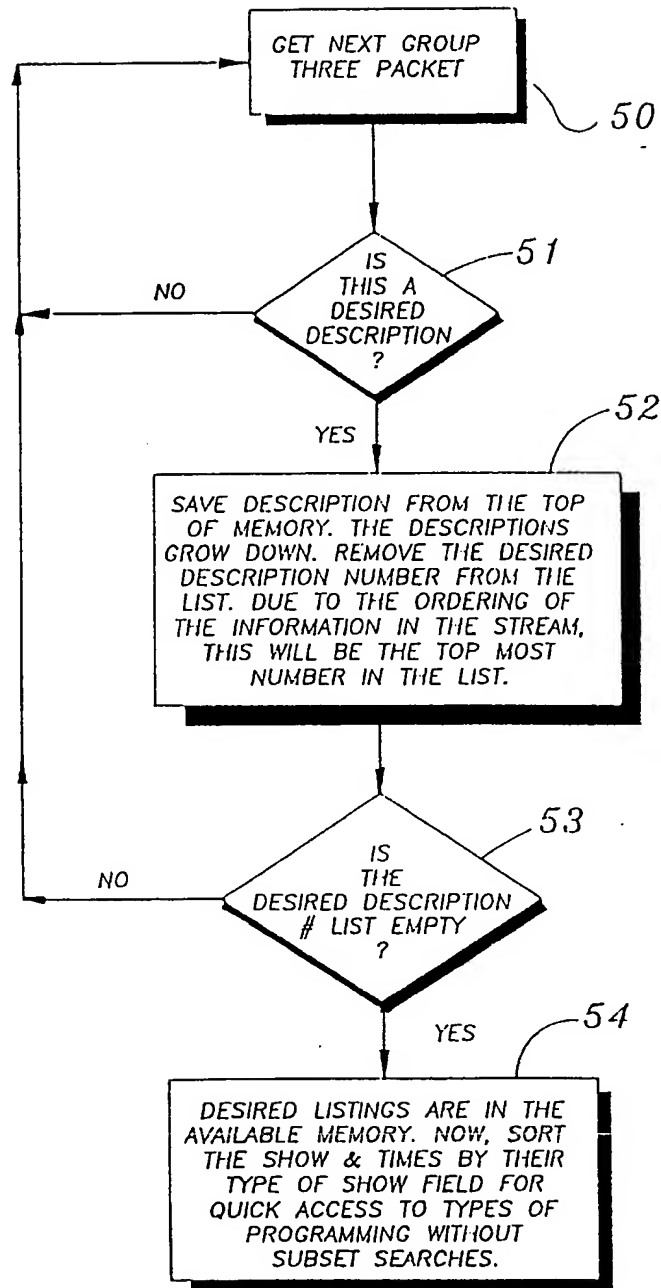 GET NEXT GROUP
THREE PACKET
50
51
IS
THIS A
DESIRED
DESCRIPTION
?
NO
YES
52
SAVE DESCRIPTION FROM THE TOP
OF MEMORY. THE DESCRIPTIONS
GROW DOWN. REMOVE THE DESIRED
DESCRIPTION NUMBER FROM THE
LIST. DUE TO THE ORDERING OF
THE INFORMATION IN THE STREAM,
THIS WILL BE THE TOP MOST
NUMBER IN THE LIST.
53
IS
THE
DESIRED DESCRIPTION
# LIST EMPTY
?
NO
YES
54
DESIRED LISTINGS ARE IN THE
AVAILABLE MEMORY. NOW, SORT
THE SHOW & TIMES BY THEIR
TYPE OF SHOW FIELD FOR
QUICK ACCESS TO TYPES OF
PROGRAMMING WITHOUT
SUBSET SEARCHES.